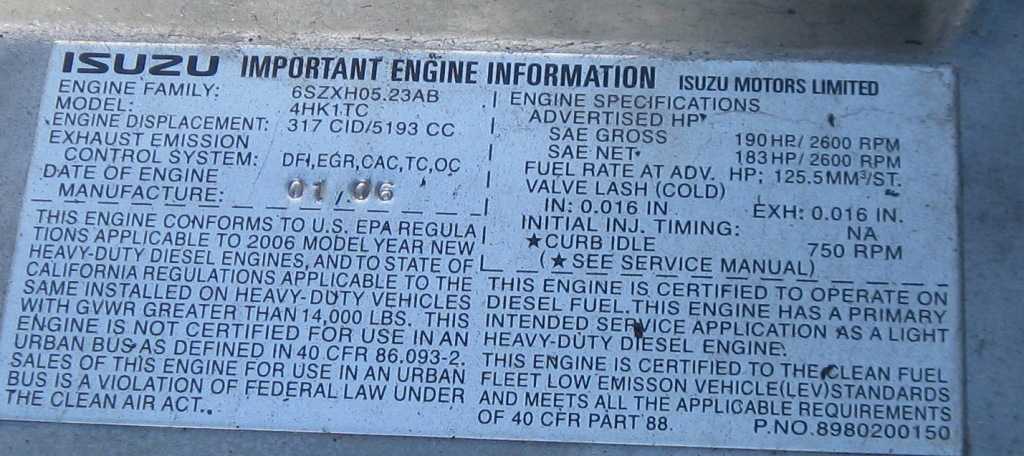 ISUZU IMPORTANT ENGINE INFORMATION ISUZU MOTORS LIMITED
ENGINE FAMILY: 6SZXH05.23AB
MODEL: 4HK1TC
ENGINE DISPLACEMENT: 317 CID/5193 CC
EXHAUST EMISSION
CONTROL SYSTEM: DFI,EGR,CAC,TC,OC
DATE OF ENGINE
MANUFACTURE: 01/06
THIS ENGINE CONFORMS TO U.S. EPA REGULA
TIONS APPLICABLE TO 2006 MODEL YEAR NEW
HEAVY-DUTY DIESEL ENGINES, AND TO STATE OF
CALIFORNIA REGULATIONS APPLICABLE TO THE
SAME INSTALLED ON HEAVY-DUTY VEHICLES
WITH GVWR GREATER THAN 14,000 LBS. THIS
ENGINE IS NOT CERTIFIED FOR USE IN AN
URBAN BUS AS DEFINED IN 40 CFR 86.093-2.
SALES OF THIS ENGINE FOR USE IN AN URBAN
BUS IS A VIOLATION OF FEDERAL LAW UNDER
THE CLEAN AIR ACT.
ENGINE SPECIFICATIONS
ADVERTISED HP
SAE GROSS 190HP/2600 RPM
SAE NET 183HP/2600 RPM
FUEL RATE AT ADV. HP; 125.5MM³/ST.
VALVE LASH (COLD)
IN: 0.016 IN. EXH: 0.016 IN.
INITIAL INJ. TIMING: NA
★CURB IDLE 750 RPM
(★SEE SERVICE MANUAL)
THIS ENGINE IS CERTIFIED TO OPERATE ON
DIESEL FUEL. THIS ENGINE HAS A PRIMARY
INTENDED SERVICE APPLICATION AS A LIGHT
HEAVY-DUTY DIESEL ENGINE.
THIS ENGINE IS CERTIFIED TO THE CLEAN FUEL
FLEET LOW EMISSON VEHICLE(LEV)STANDARDS
AND MEETS ALL THE APPLICABLE REQUIREMENTS
OF 40 CFR PART 88. P.NO.8980200150